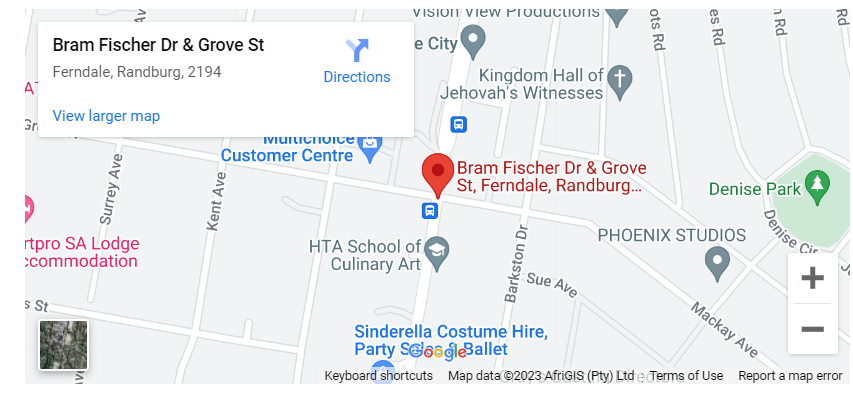 Vision View Productions
Bram Fischer Dr & Grove St
Ferndale, Randburg, 2194
Directions
View larger map
e City
Kingdom Hall of
Jehovah's Witnesses
ots Rd
es Rd
n Rd
AT
Gr
Multichoice
Customer Centre
Surrey Ave
Kent Ave
Bram Fischer Dr & Grove
St, Ferndale, Randburg...
Denise Park
Denise Cir
rtpro SA Lodge
ccommodation
HTA School of
Culinary Art
Barkston Dr
PHOENIX STUDIOS
Sue Ave
Mackay Ave
s St
Sinderella Costume Hire,
Party Sales & Ballet
Google
Keyboard shortcuts
Map data ©2023 AfriGIS (Pty) Ltd
Terms of Use
Report a map error